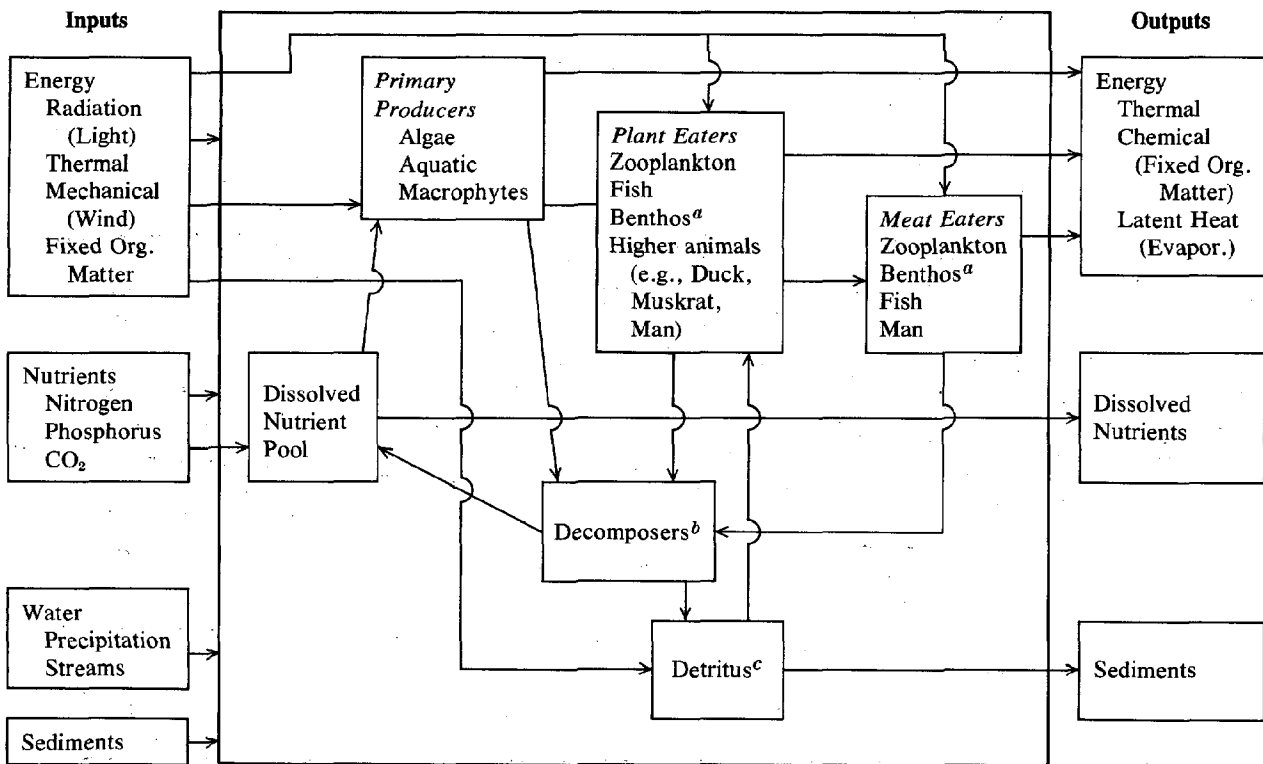 Inputs
Outputs
Energy
Radiation
(Light)
Thermal
Mechanical
(Wind)
Fixed Org.
Matter
Primary
Producers
Algae
Aquatic
Macrophytes
Plant Eaters
Zooplankton
Fish
Benthosᵃ
Higher animals
(e.g., Duck,
Muskrat,
Man)
Meat Eaters
Zooplankton
Benthosᵃ
Fish
Man
Energy
Thermal
Chemical
(Fixed Org.
Matter)
Latent Heat
(Evapor.)
Nutrients
Nitrogen
Phosphorus
CO₂
Dissolved
Nutrient
Pool
Dissolved
Nutrients
Decomposersᵇ
Water
Precipitation
Streams
Detritusᶜ
Sediments
Sediments